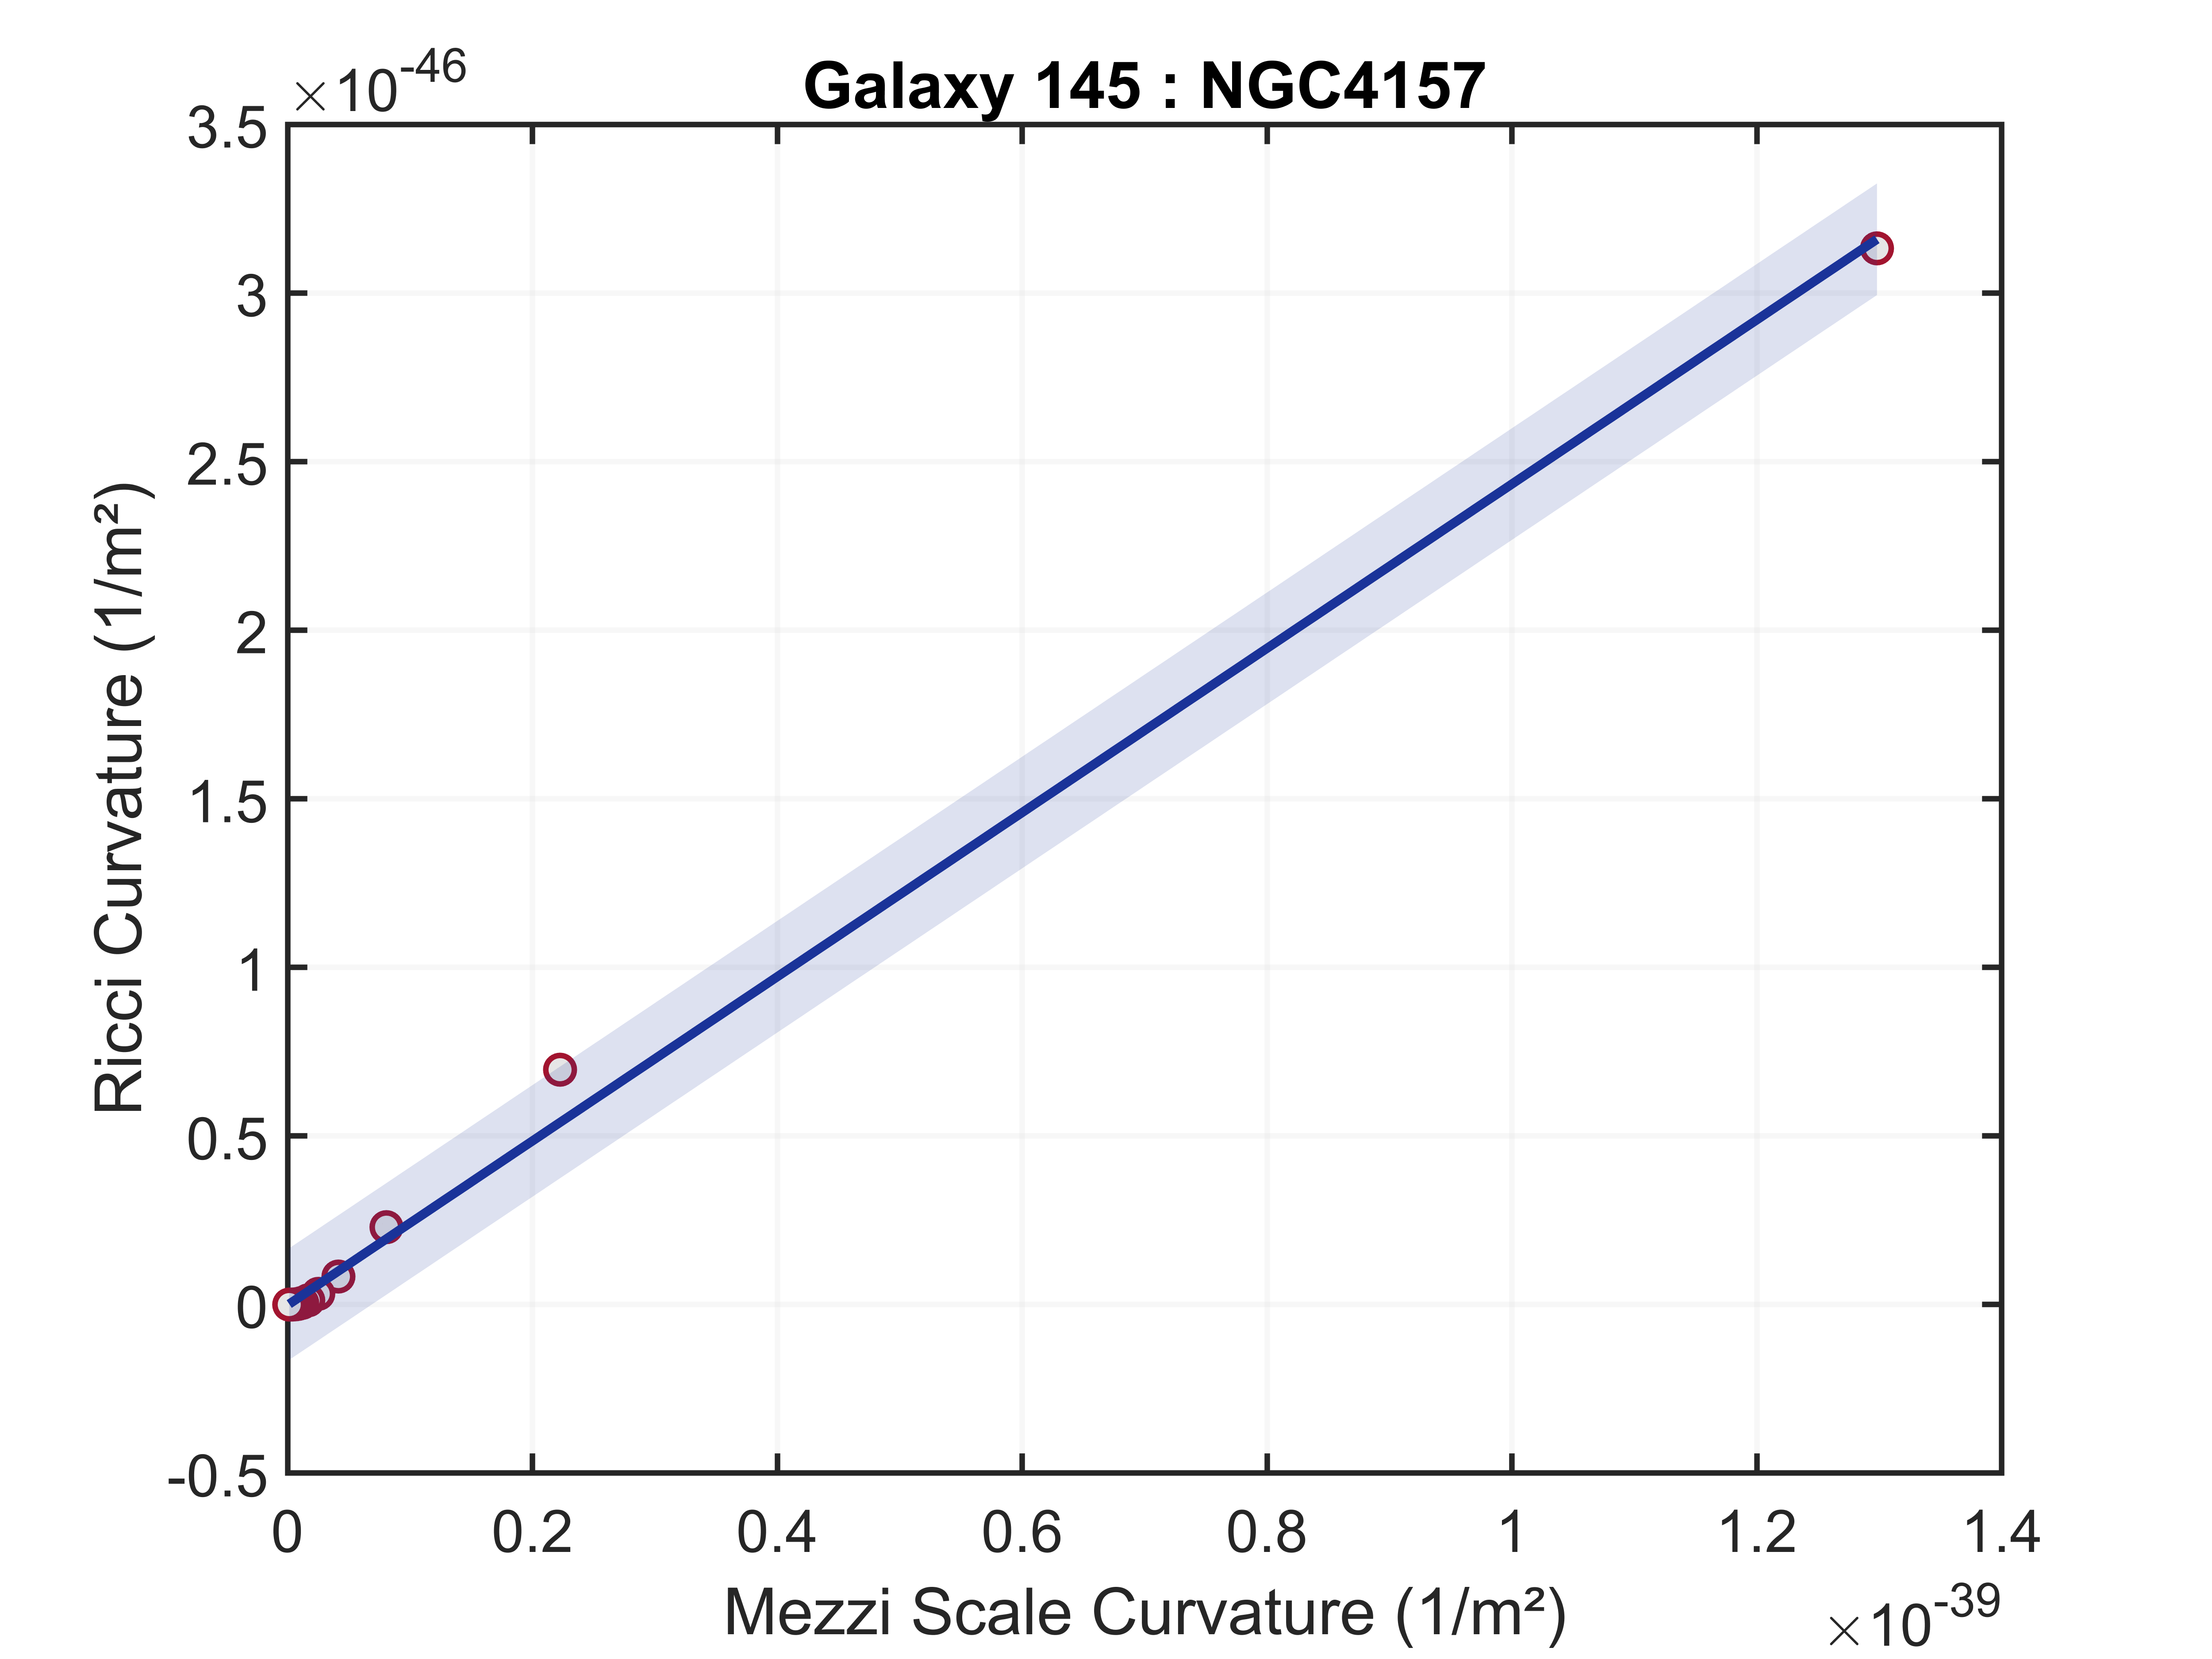 ×10^-46
Galaxy 145 : NGC4157
3.5
3
2.5
2
1.5
1
0.5
0
-0.5
Ricci Curvature (1/m²)
0 0.2 0.4 0.6 0.8 1 1.2 1.4
Mezzi Scale Curvature (1/m²)
×10^-39